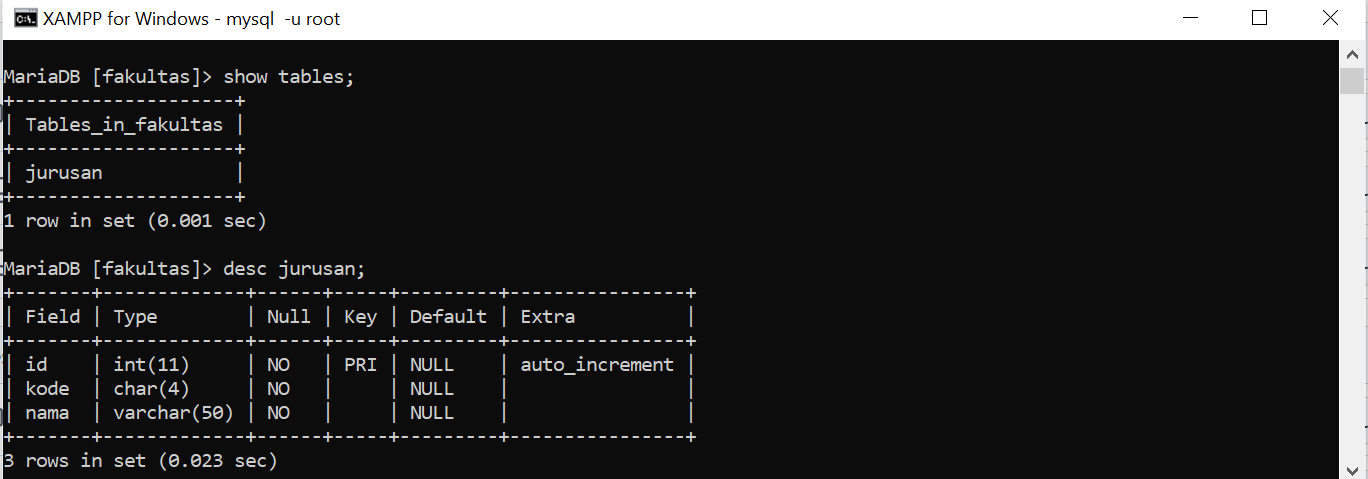 XAMPP for Windows - mysql  -u root
MariaDB [fakultas]> show tables;
+--------------------+
| Tables_in_fakultas |
+--------------------+
| jurusan            |
+--------------------+
1 row in set (0.001 sec)
MariaDB [fakultas]> desc jurusan;
+-------+-------------+------+-----+---------+----------------+
| Field | Type        | Null | Key | Default | Extra          |
+-------+-------------+------+-----+---------+----------------+
| id    | int(11)     | NO   | PRI | NULL    | auto_increment |
| kode  | char(4)     | NO   |     | NULL    |                |
| nama  | varchar(50) | NO   |     | NULL    |                |
+-------+-------------+------+-----+---------+----------------+
3 rows in set (0.023 sec)